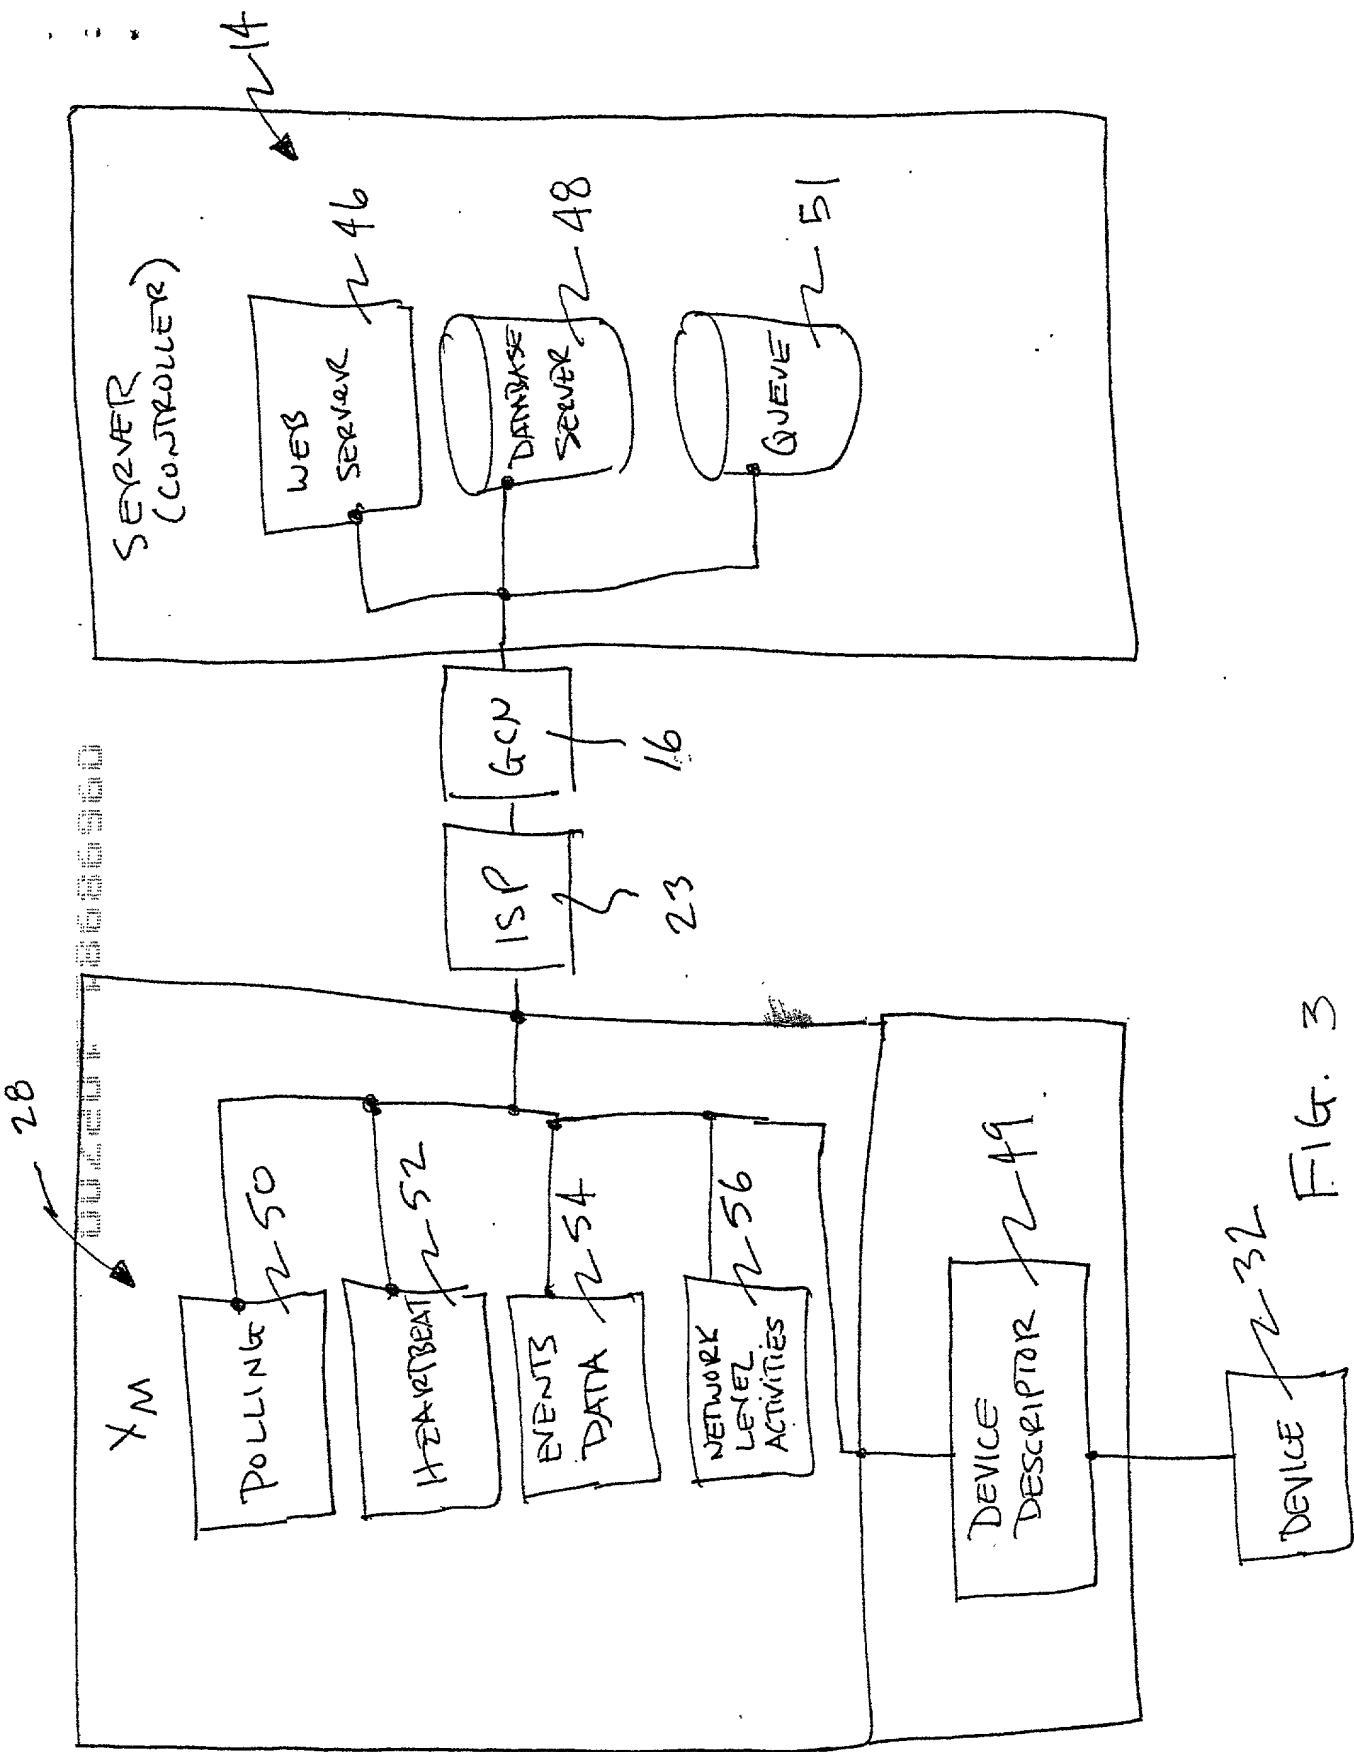 28
X M
POLLING
50
HEARTBEAT
52
EVENTS
DATA
54
NETWORK
LEVEL
ACTIVITIES
56
DEVICE
DESCRIPTOR
49
DEVICE
32
ISP
23
GCN
16
SERVER
(CONTROLLER)
14
WEB
SERVER
46
DATABASE
SERVER
48
QUEUE
51
FIG. 3